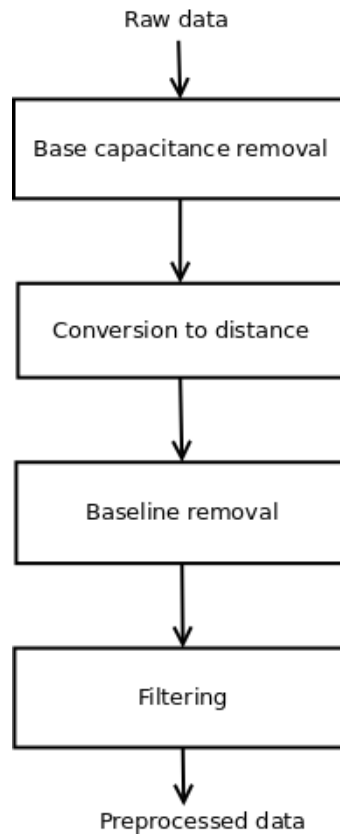 Raw data
Base capacitance removal
Conversion to distance
Baseline removal
Filtering
Preprocessed data